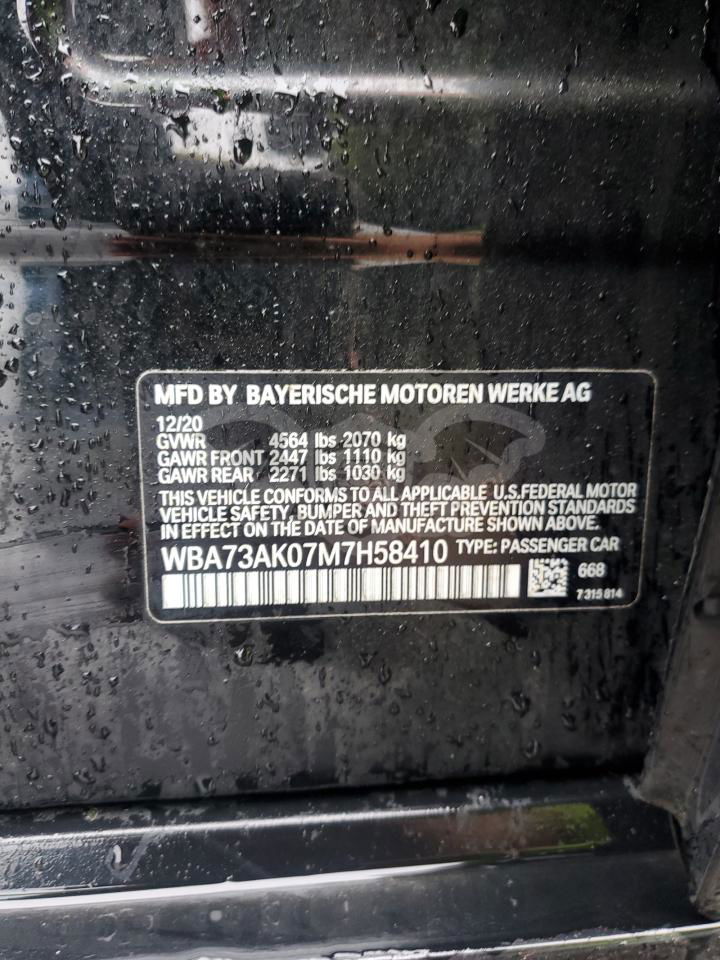 MFD BY BAYERISCHE MOTOREN WERKE AG
12/20
GVWR 4564 lbs 2070 kg
GAWR FRONT 2447 lbs 1110 kg
GAWR REAR 2271 lbs 1030 kg
THIS VEHICLE CONFORMS TO ALL APPLICABLE U.S.FEDERAL MOTOR
VEHICLE SAFETY, BUMPER AND THEFT PREVENTION STANDARDS
IN EFFECT ON THE DATE OF MANUFACTURE SHOWN ABOVE.
WBA73AK07M7H58410 TYPE: PASSENGER CAR
668
7 315 814